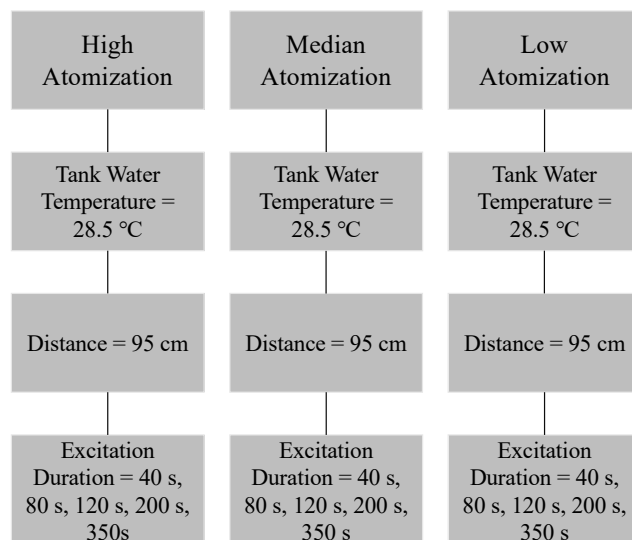 High
Atomization
Median
Atomization
Low
Atomization
Tank Water
Temperature =
28.5 °C
Tank Water
Temperature =
28.5 °C
Tank Water
Temperature =
28.5 °C
Distance = 95 cm
Distance = 95 cm
Distance = 95 cm
Excitation
Duration = 40 s,
80 s, 120 s, 200 s,
350s
Excitation
Duration = 40 s,
80 s, 120 s, 200 s,
350 s
Excitation
Duration = 40 s,
80 s, 120 s, 200 s,
350 s